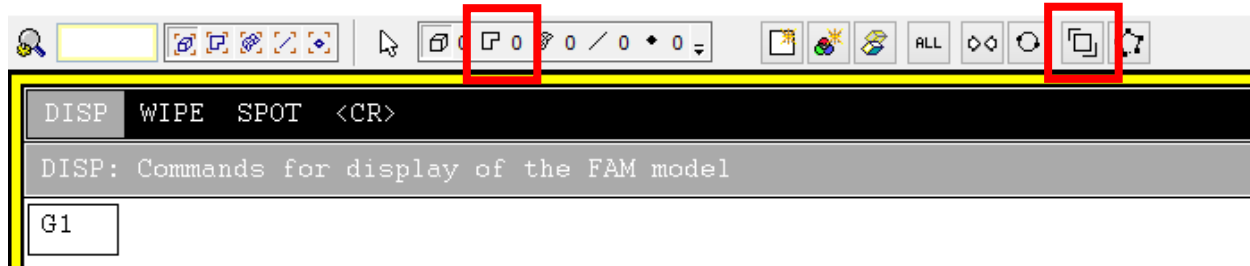 0 0 0 0 0 ALL
DISP WIPE SPOT <CR>
DISP: Commands for display of the FAM model
G1